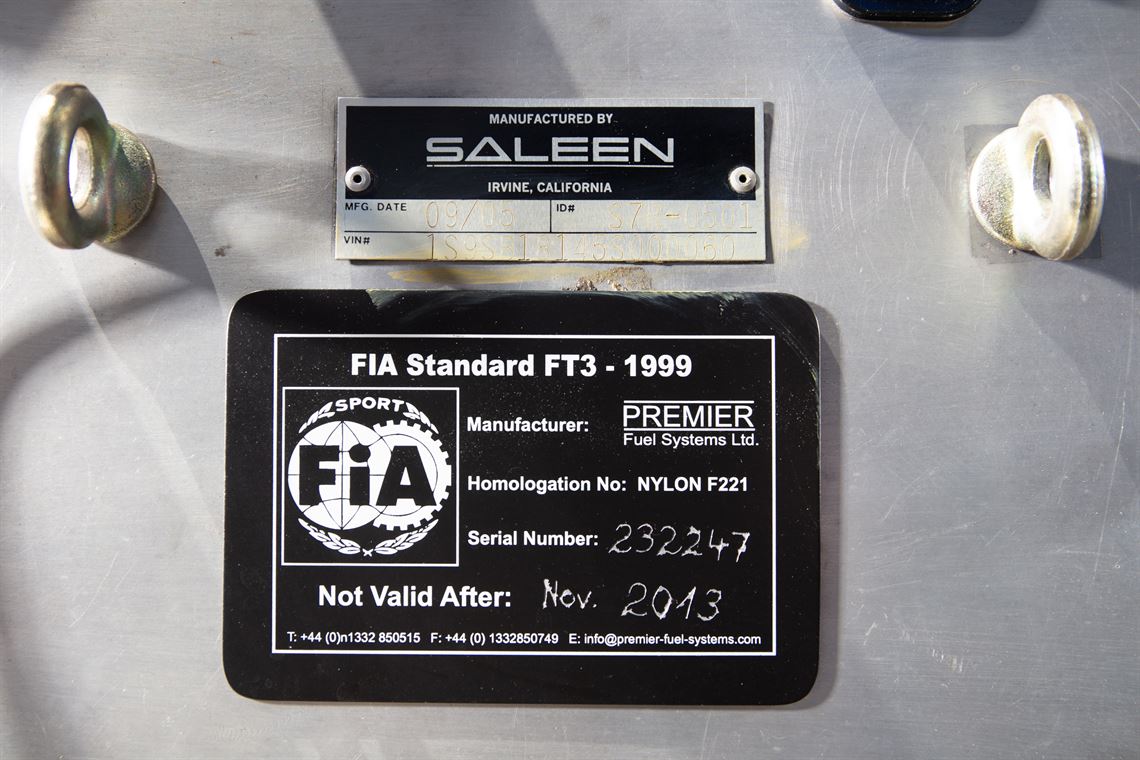 MANUFACTURED BY
SALEEN
IRVINE, CALIFORNIA
MFG. DATE 09/05 ID# S7R-0501
VIN#
FIA Standard FT3 - 1999
SPORT
FiA
Manufacturer: PREMIER
Fuel Systems Ltd.
Homologation No: NYLON F221
Serial Number: 232247
Not Valid After: Nov. 2013
T: +44 (0)n1332 850515 F: +44 (0) 1332850749 E: info@premier-fuel-systems.com